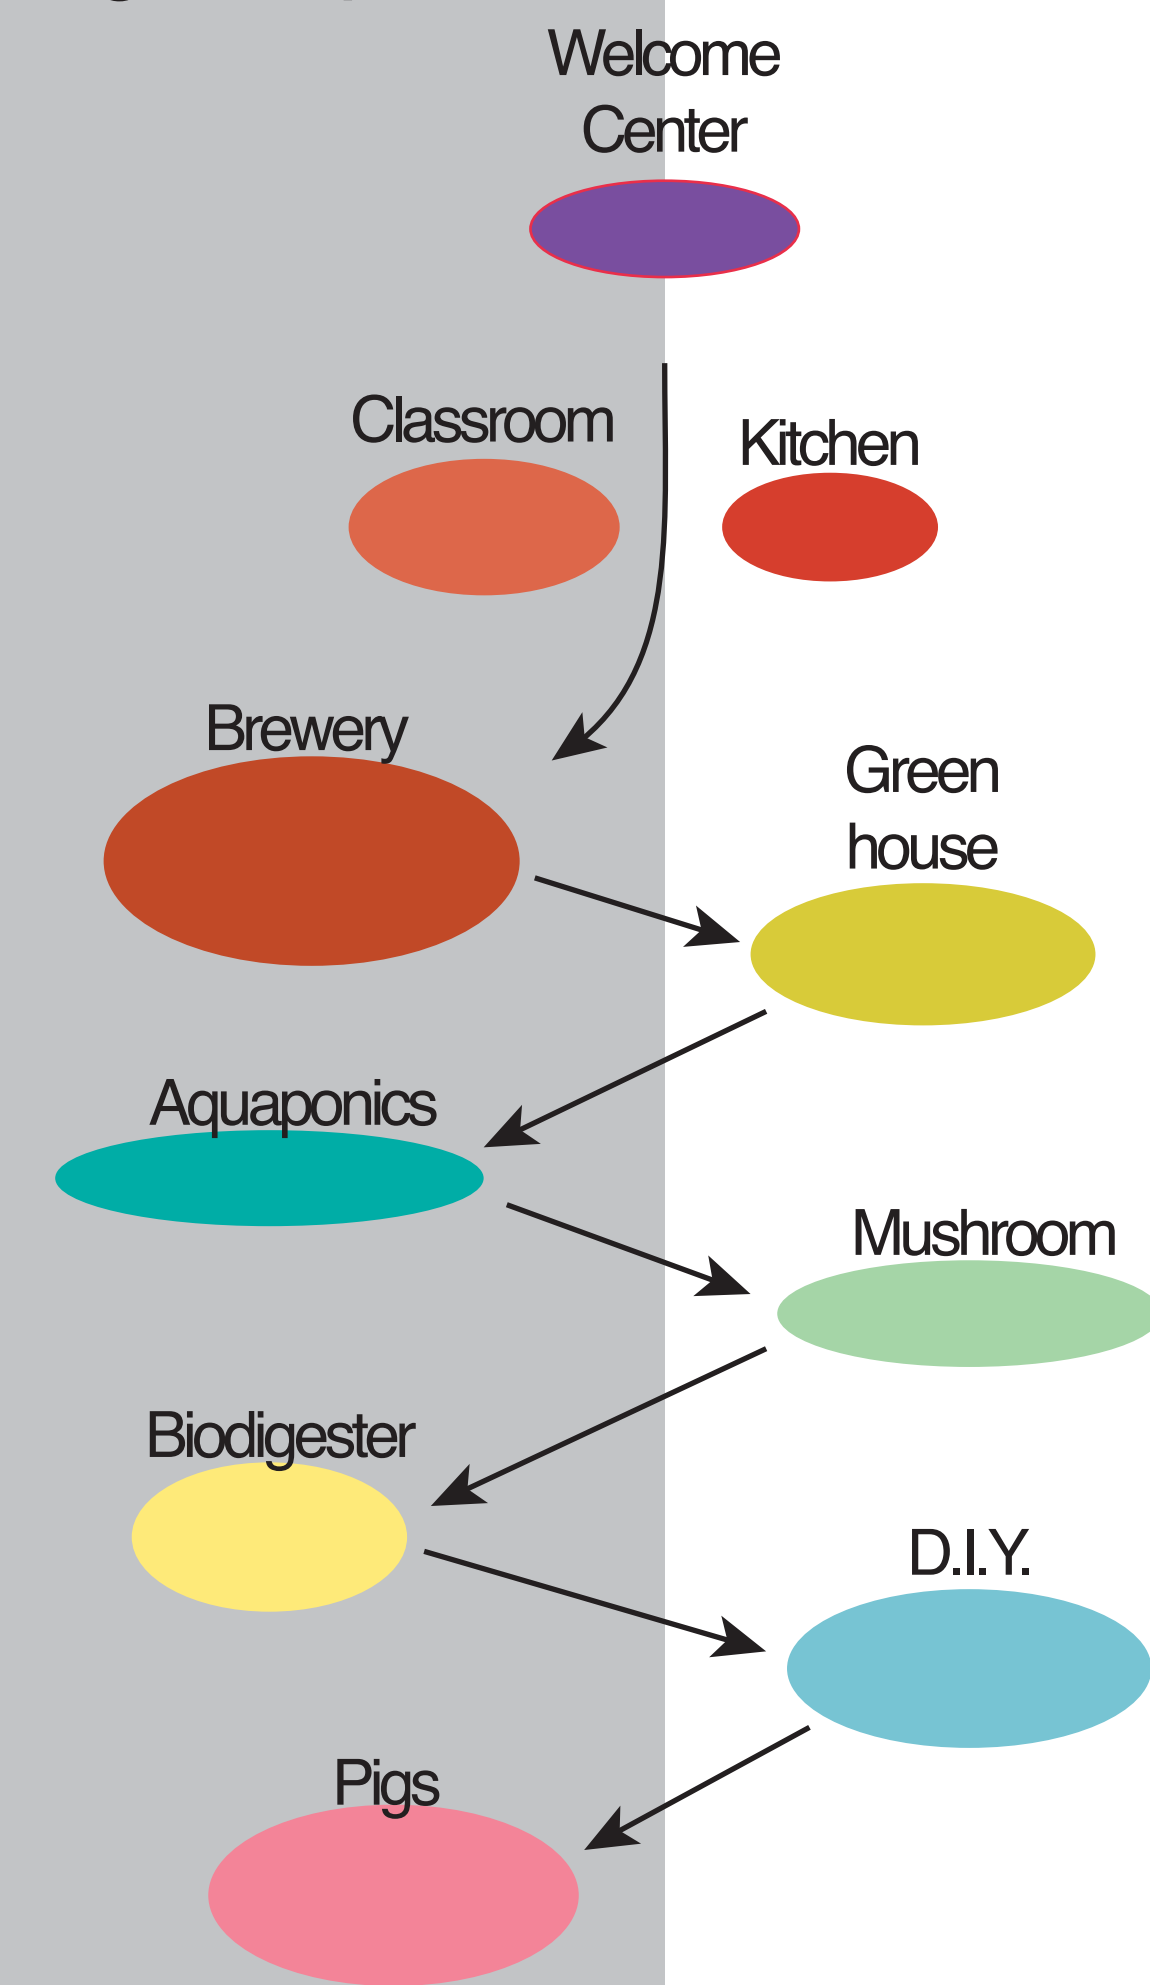 Welcome
Center
Classroom
Kitchen
Brewery
Green
house
Aquaponics
Mushroom
Biodigester
D.I.Y.
Pigs